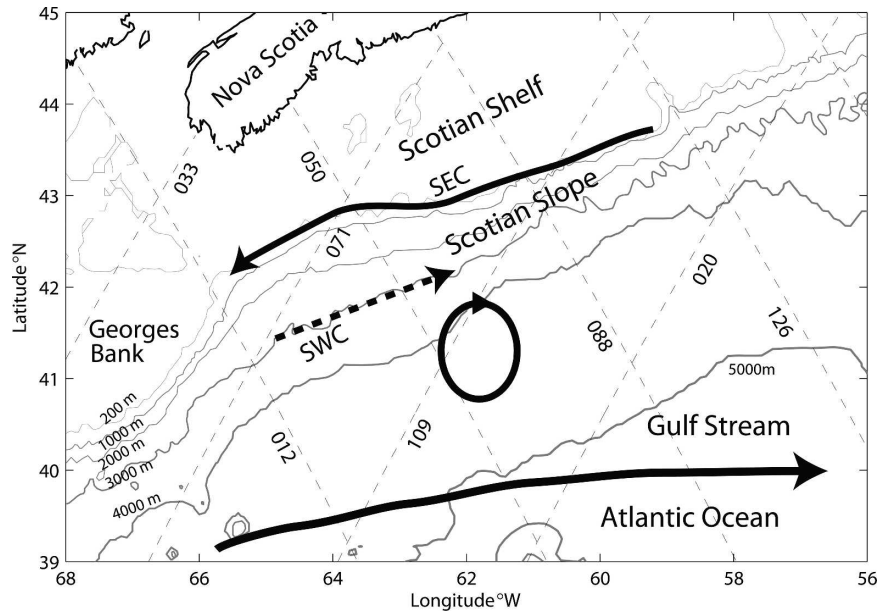 45
44
43
42
41
40
39
Latitude°N
Nova Scotia
Scotian Shelf
033
050
SEC
071
Scotian Slope
020
SWC
Georges
Bank
088
126
5000m
109
012
200 m
1000 m
2000 m
3000 m
4000 m
Gulf Stream
Atlantic Ocean
68
66
64
62
60
58
56
Longitude°W